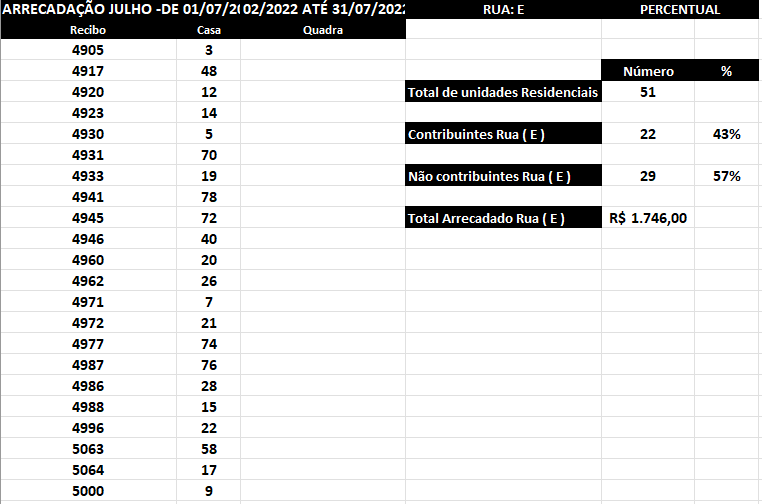 ARRECADAÇÃO JULHO -DE 01/07/20 02/2022 ATÉ 31/07/2022 RUA: E PERCENTUAL
Recibo Casa Quadra
4905 3
4917 48 Número %
4920 12 Total de unidades Residenciais 51
4923 14
4930 5 Contribuintes Rua ( E ) 22 43%
4931 70
4933 19 Não contribuintes Rua ( E ) 29 57%
4941 78
4945 72 Total Arrecadado Rua ( E ) R$ 1.746,00
4946 40
4960 20
4962 26
4971 7
4972 21
4977 74
4987 76
4986 28
4988 15
4996 22
5063 58
5064 17
5000 9